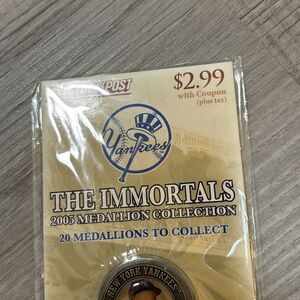 POST
$2.99
with Coupon
(plus tax)
Yankees
THE IMMORTALS
2005 MEDALLION COLLECTION
20 MEDALLIONS TO COLLECT
NEW YORK YANKEES